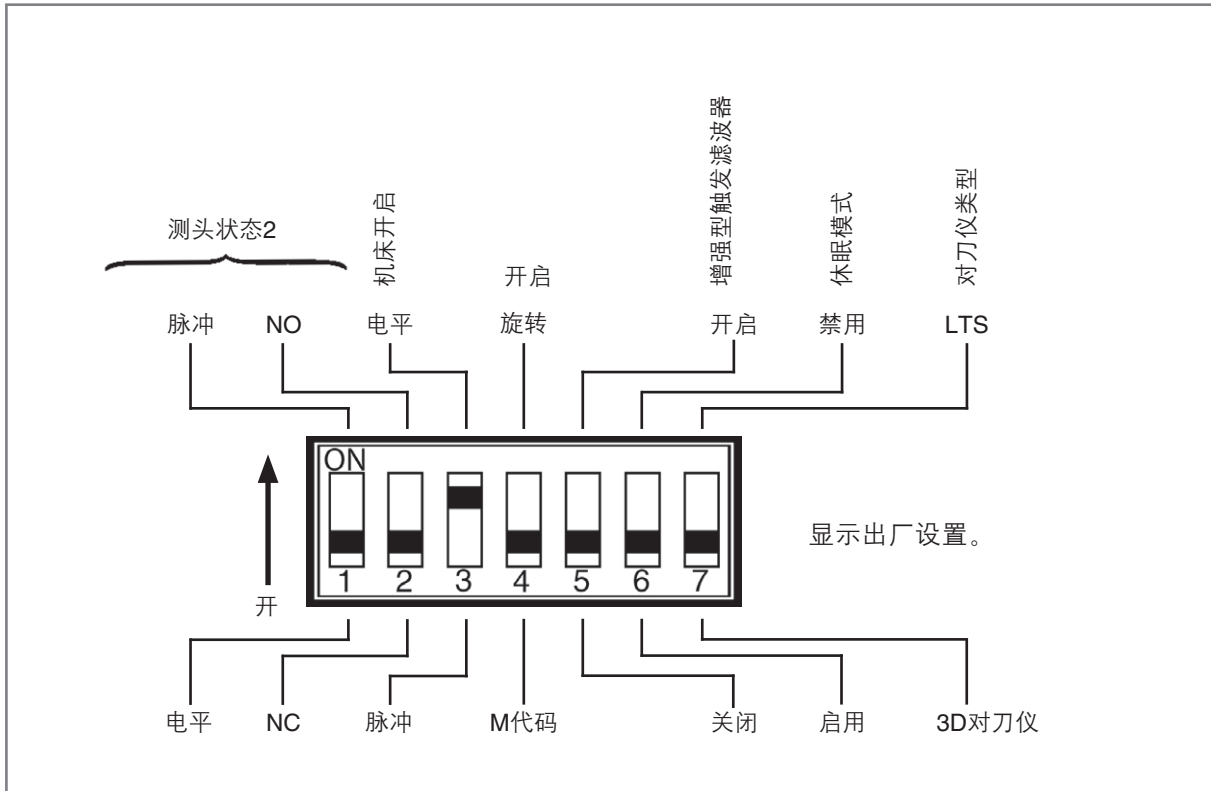 测头状态2
机床开启
开启
增强型触发滤波器
休眠模式
对刀仪类型
脉冲 NO 电平 旋转 开启 禁用 LTS
ON
1 2 3 4 5 6 7
开
显示出厂设置。
电平 NC 脉冲 M代码 关闭 启用 3D对刀仪